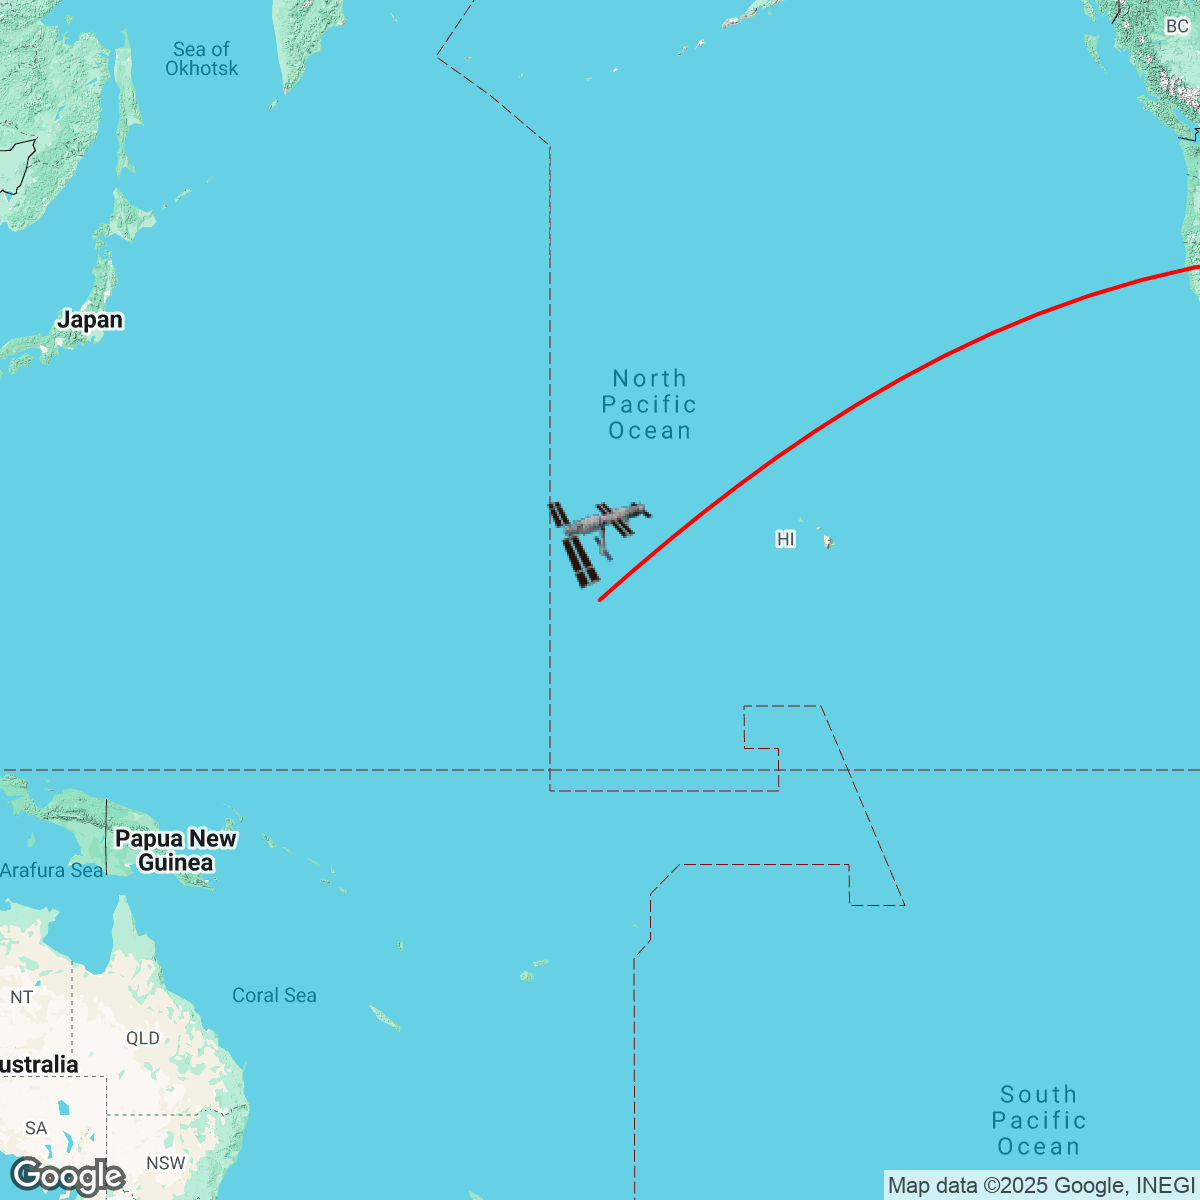 BC
Sea of
Okhotsk
Japan
North
Pacific
Ocean
HI
Papua New
Guinea
Arafura Sea
Coral Sea
NT
QLD
ustralia
South
Pacific
Ocean
SA
NSW
Google
Map data ©2025 Google, INEGI